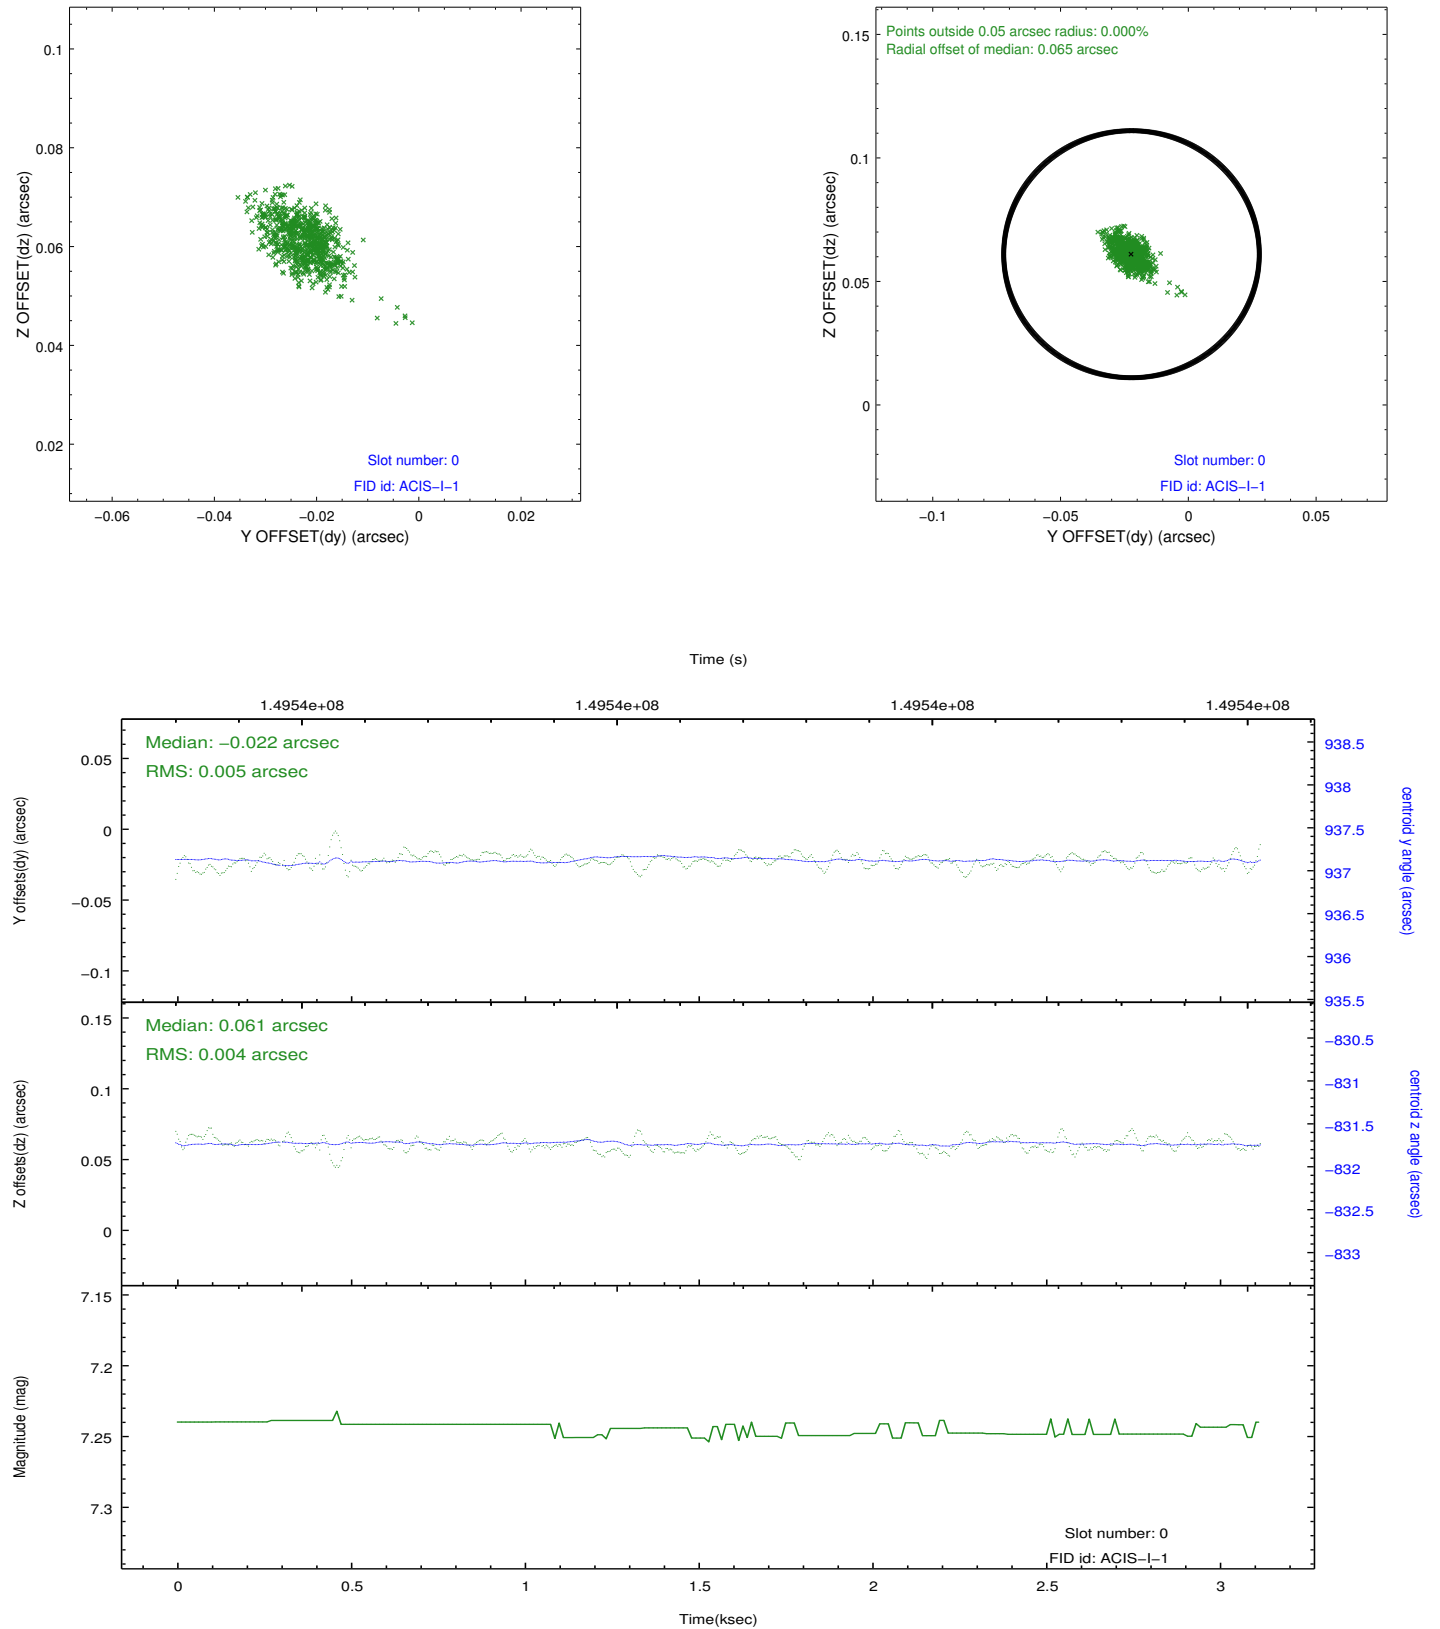 0.1
0.08
0.06
0.04
0.02
Z OFFSET(dz) (arcsec)
Slot number: 0
FID id: ACIS−I−1
−0.06
−0.04
−0.02
0
0.02
Y OFFSET(dy) (arcsec)
Points outside 0.05 arcsec radius: 0.000%
Radial offset of median: 0.065 arcsec
0.15
0.1
0.05
0
Z OFFSET(dz) (arcsec)
Slot number: 0
FID id: ACIS−I−1
−0.1
−0.05
0
0.05
Y OFFSET(dy) (arcsec)
Time (s)
1.4954e+08
1.4954e+08
1.4954e+08
1.4954e+08
Median: −0.022 arcsec
RMS: 0.005 arcsec
0.05
0
−0.05
−0.1
Y offsets(dy) (arcsec)
938.5
938
937.5
937
936.5
936
935.5
centroid y angle (arcsec)
Median: 0.061 arcsec
RMS: 0.004 arcsec
0.15
0.1
0.05
0
Z offsets(dz) (arcsec)
−830.5
−831
−831.5
−832
−832.5
−833
centroid z angle (arcsec)
7.15
7.2
7.25
7.3
Magnitude (mag)
Slot number: 0
FID id: ACIS−I−1
0
0.5
1
1.5
2
2.5
3
Time(ksec)